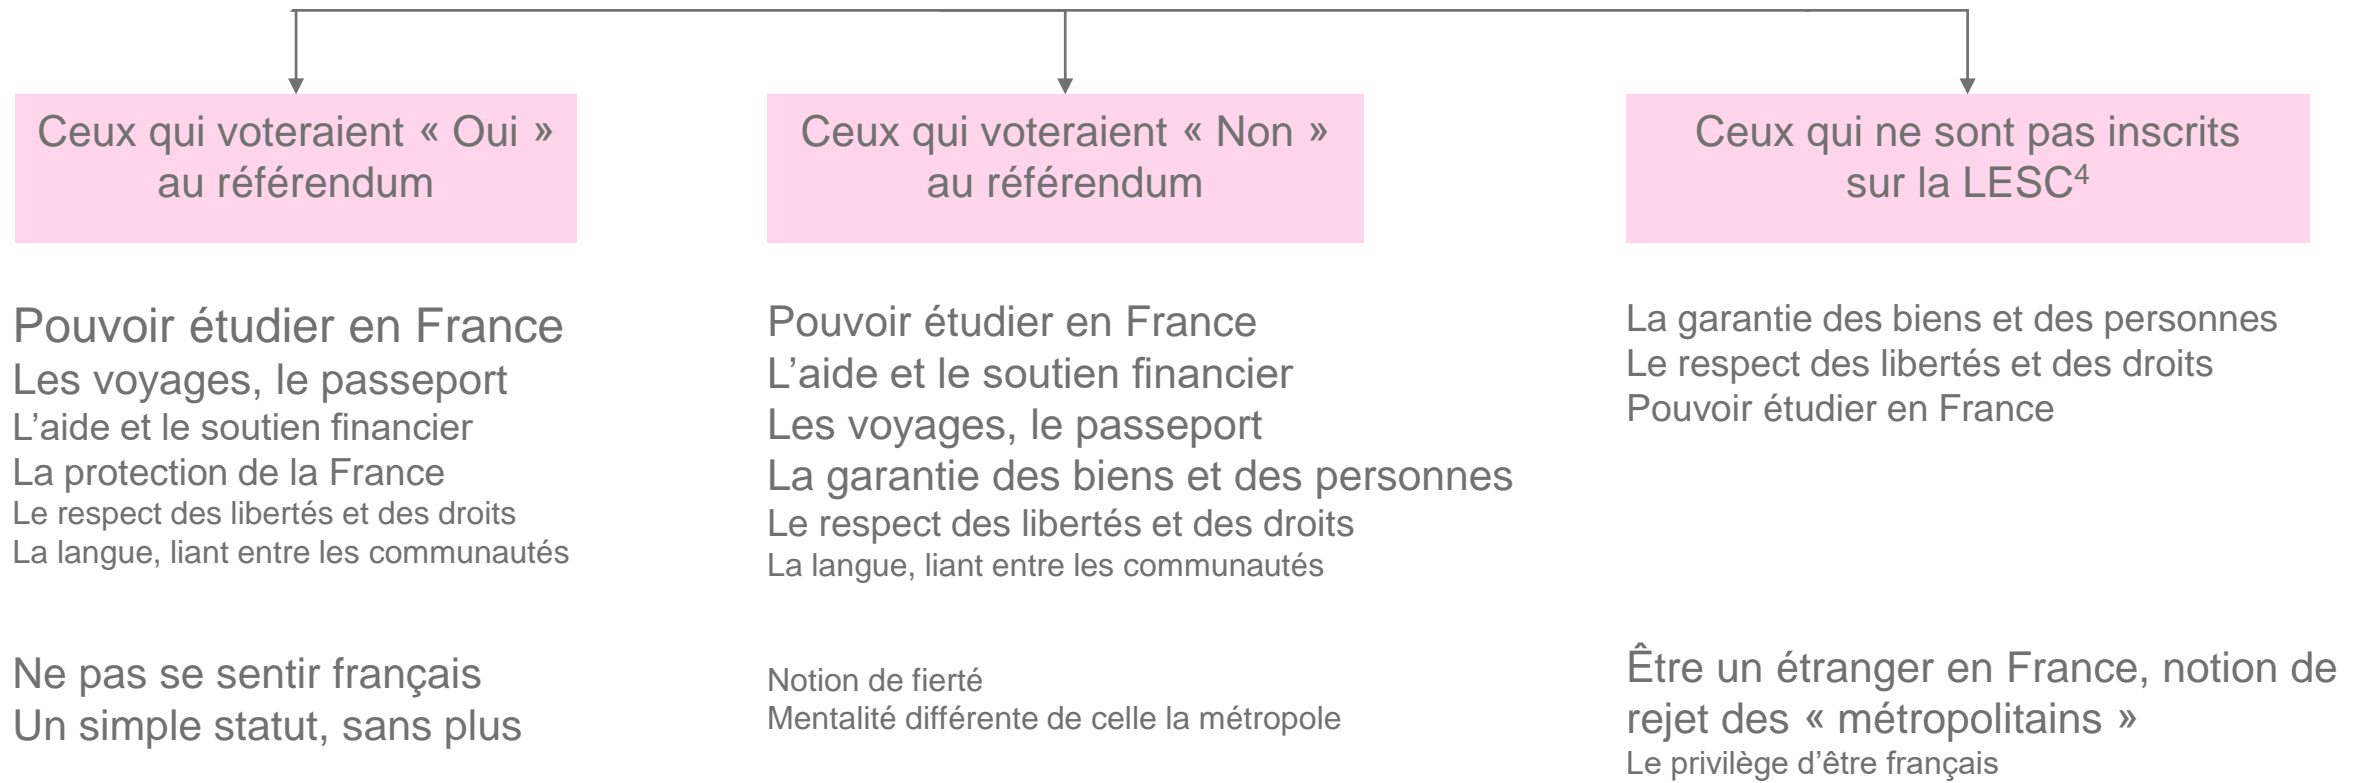 Ceux qui voteraient « Oui »
au référendum
Ceux qui voteraient « Non »
au référendum
Ceux qui ne sont pas inscrits
sur la LESC⁴
Pouvoir étudier en France
Les voyages, le passeport
L’aide et le soutien financier
La protection de la France
Le respect des libertés et des droits
La langue, liant entre les communautés
Ne pas se sentir français
Un simple statut, sans plus
Pouvoir étudier en France
L’aide et le soutien financier
Les voyages, le passeport
La garantie des biens et des personnes
Le respect des libertés et des droits
La langue, liant entre les communautés
Notion de fierté
Mentalité différente de celle la métropole
La garantie des biens et des personnes
Le respect des libertés et des droits
Pouvoir étudier en France
Être un étranger en France, notion de
rejet des « métropolitains »
Le privilège d’être français